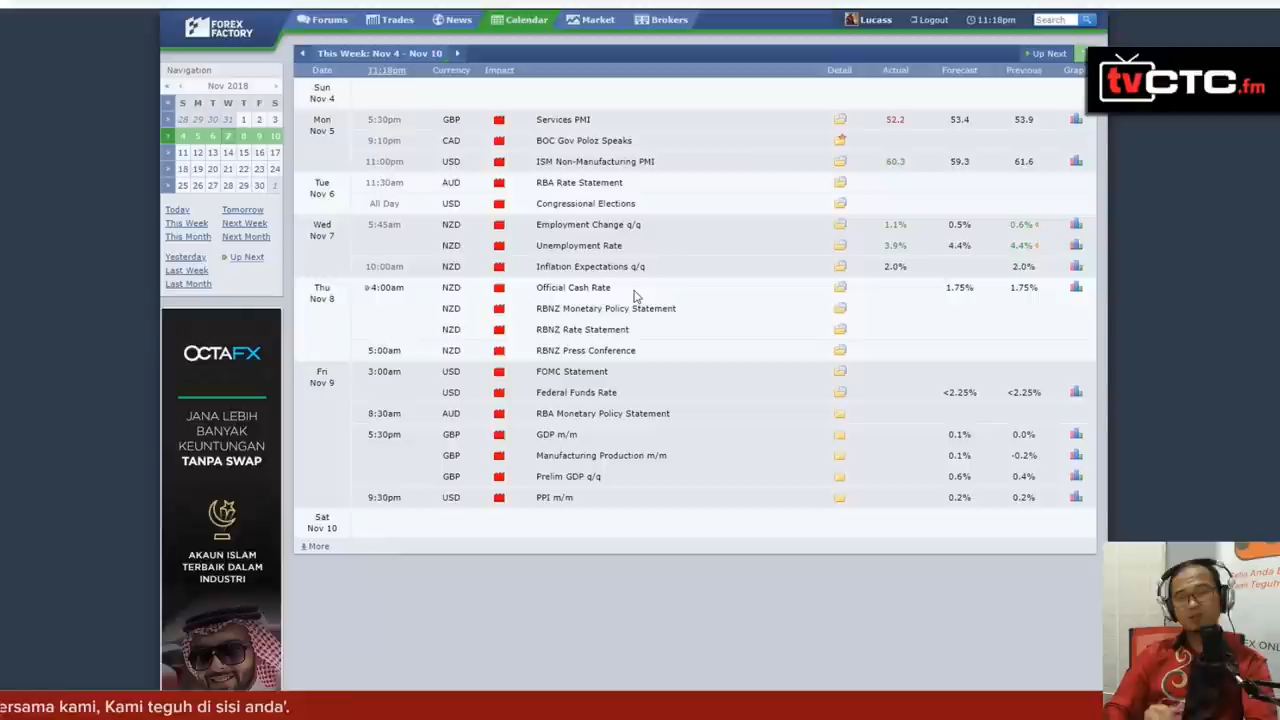 FOREX FACTORY
Forums Trades News Calendar Market Brokers
Lucass Logout 11:18pm Search
Navigation
« ‹ Nov 2018 ›
S M T W T F S
28 29 30 31 1 2 3
4 5 6 7 8 9 10
11 12 13 14 15 16 17
18 19 20 21 22 23 24
25 26 27 28 29 30 1
Today Tomorrow
This Week Next Week
This Month Next Month
Yesterday Up Next
Last Week
Last Month
This Week: Nov 4 - Nov 10 Up Next
Date 11:18pm Currency Impact Detail Actual Forecast Previous Grap
Sun Nov 4
Mon Nov 5 5:30pm GBP Services PMI 52.2 53.4 53.9
9:10pm CAD BOC Gov Poloz Speaks
11:00pm USD ISM Non-Manufacturing PMI 60.3 59.3 61.6
Tue Nov 6 11:30am AUD RBA Rate Statement
All Day USD Congressional Elections
Wed Nov 7 5:45am NZD Employment Change q/q 1.1% 0.5% 0.6%
NZD Unemployment Rate 3.9% 4.4% 4.4%
10:00am NZD Inflation Expectations q/q 2.0% 2.0%
Thu Nov 8 4:00am NZD Official Cash Rate 1.75% 1.75%
NZD RBNZ Monetary Policy Statement
NZD RBNZ Rate Statement
5:00am NZD RBNZ Press Conference
Fri Nov 9 3:00am USD FOMC Statement
USD Federal Funds Rate <2.25% <2.25%
8:30am AUD RBA Monetary Policy Statement
5:30pm GBP GDP m/m 0.1% 0.0%
GBP Manufacturing Production m/m 0.1% -0.2%
GBP Prelim GDP q/q 0.6% 0.4%
9:30pm USD PPI m/m 0.2% 0.2%
Sat Nov 10
More
tvCTC.fm
OCTAFX
JANA LEBIH
BANYAK
KEUNTUNGAN
TANPA SWAP
AKAUN ISLAM
TERBAIK DALAM
INDUSTRI
Setia Anda
Kami Teguh
EX ONL
ersama kami, Kami teguh di sisi anda'.